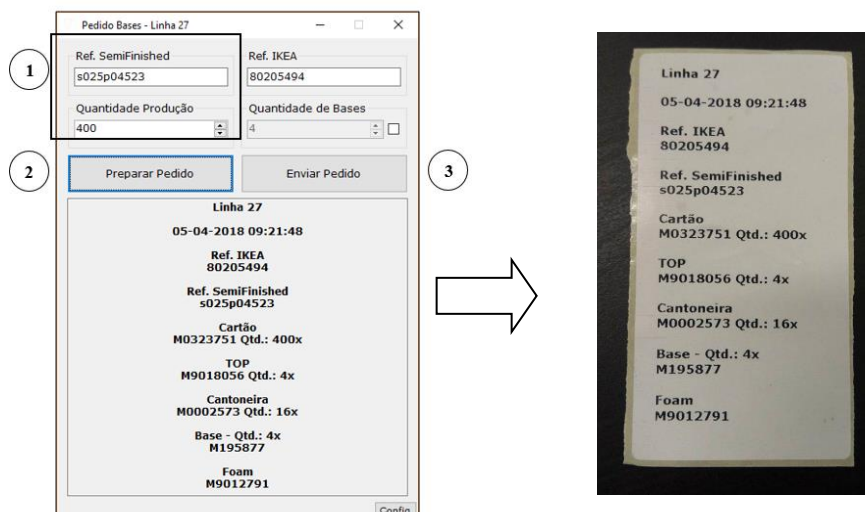 Pedido Bases - Linha 27
1
Ref. SemiFinished
Ref. IKEA
s025p04523
80205494
Quantidade Produção
Quantidade de Bases
400
4
2
Preparar Pedido
Enviar Pedido
3
Linha 27
05-04-2018 09:21:48
Ref. IKEA
80205494
Ref. SemiFinished
s025p04523
Cartão
M0323751 Qtd.: 400x
TOP
M9018056 Qtd.: 4x
Cantoneira
M0002573 Qtd.: 16x
Base - Qtd.: 4x
M195877
Foam
M9012791
Config
Linha 27
05-04-2018 09:21:48
Ref. IKEA
80205494
Ref. SemiFinished
s025p04523
Cartão
M0323751 Qtd.: 400x
TOP
M9018056 Qtd.: 4x
Cantoneira
M0002573 Qtd.: 16x
Base - Qtd.: 4x
M195877
Foam
M9012791